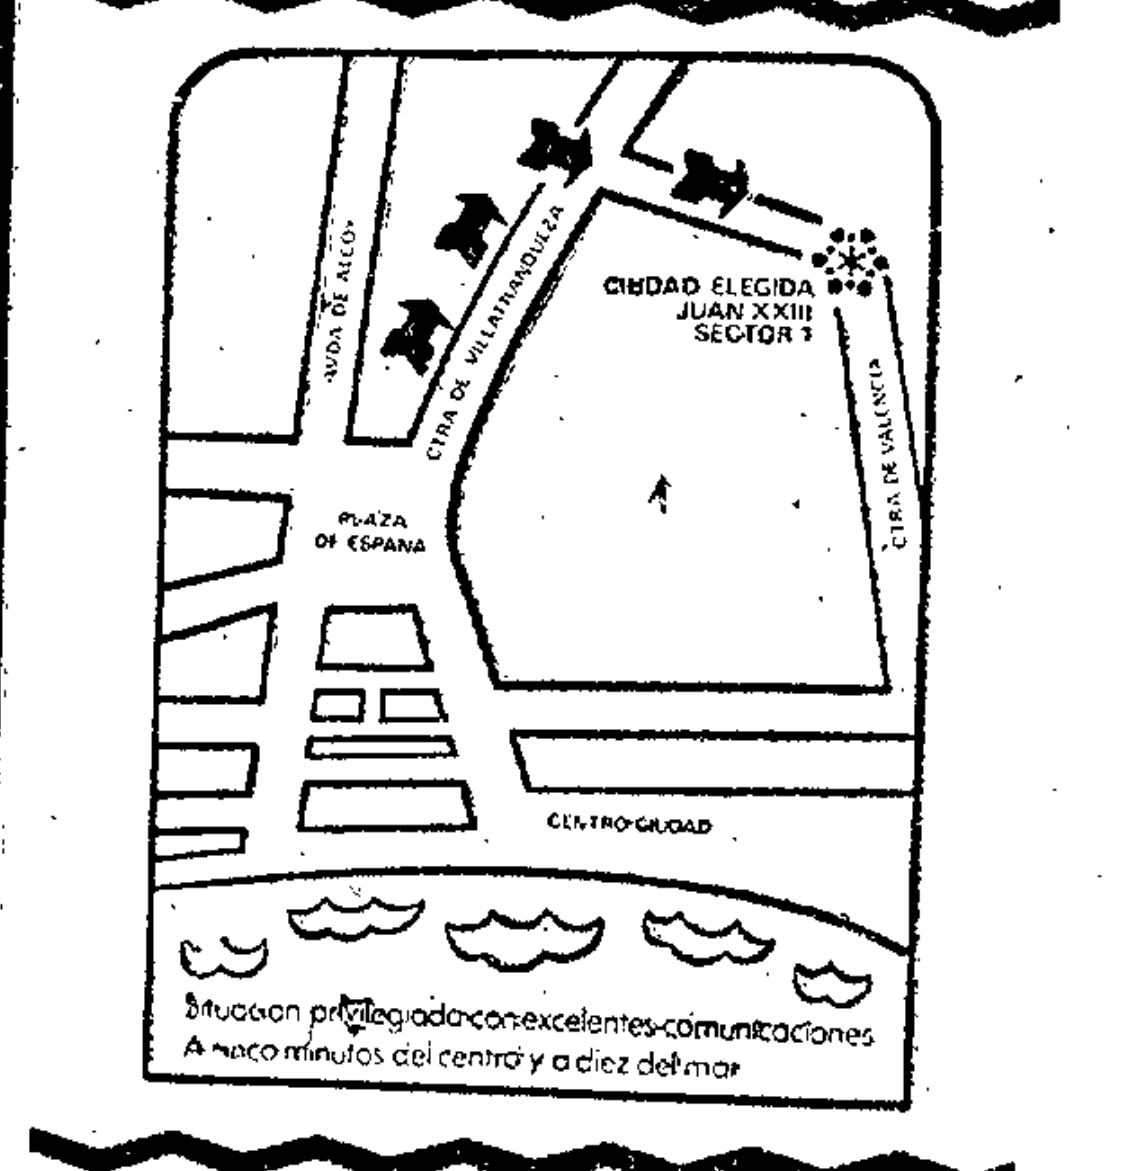 AVDA DE ALCOY
CTRA DE VILLAFRANQUEZA
CIUDAD ELEGIDA
JUAN XXIII
SECTOR 1
CTRA DE VALENCIA
PLAZA
DE ESPAÑA
CENTRO CIUDAD
Situación privilegiada con excelentes comunicaciones
A cinco minutos del centro y a diez del mar